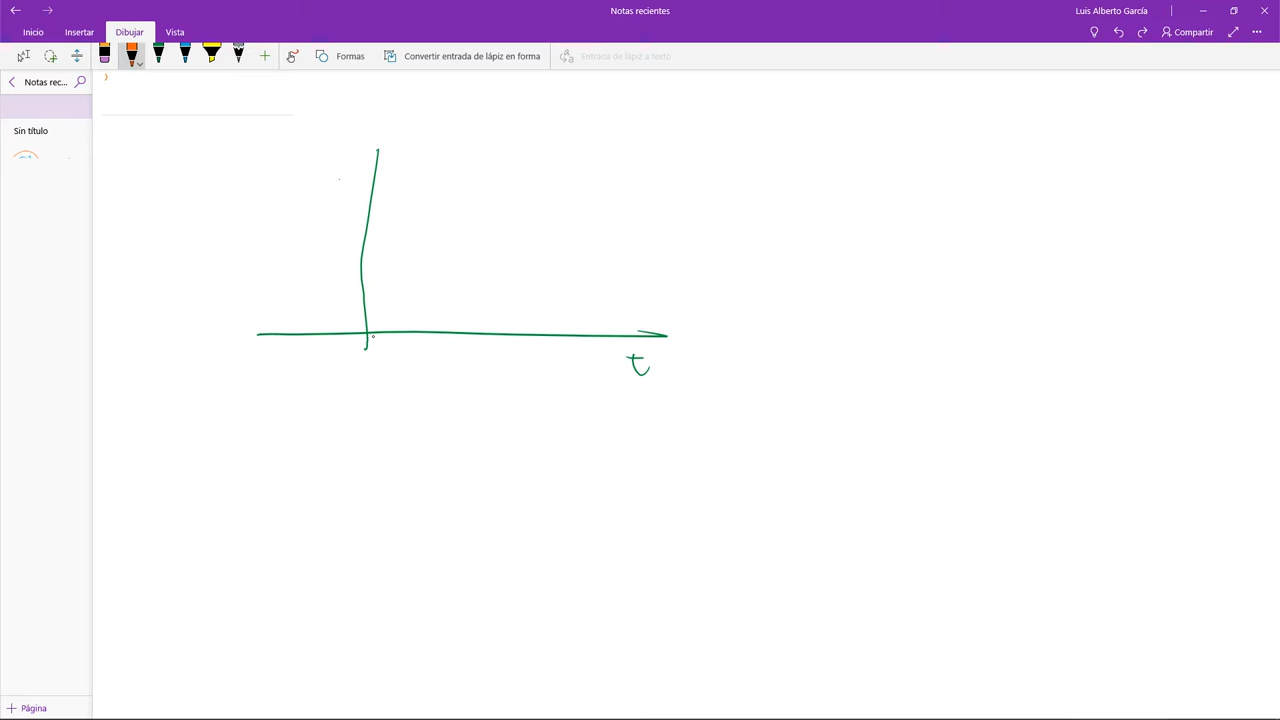 Notas recientes
Luis Alberto García
Inicio
Insertar
Dibujar
Vista
Compartir
Formas
Convertir entrada de lápiz en forma
Entrada de lápiz a texto
Notas rec...
Sin título
t
Página